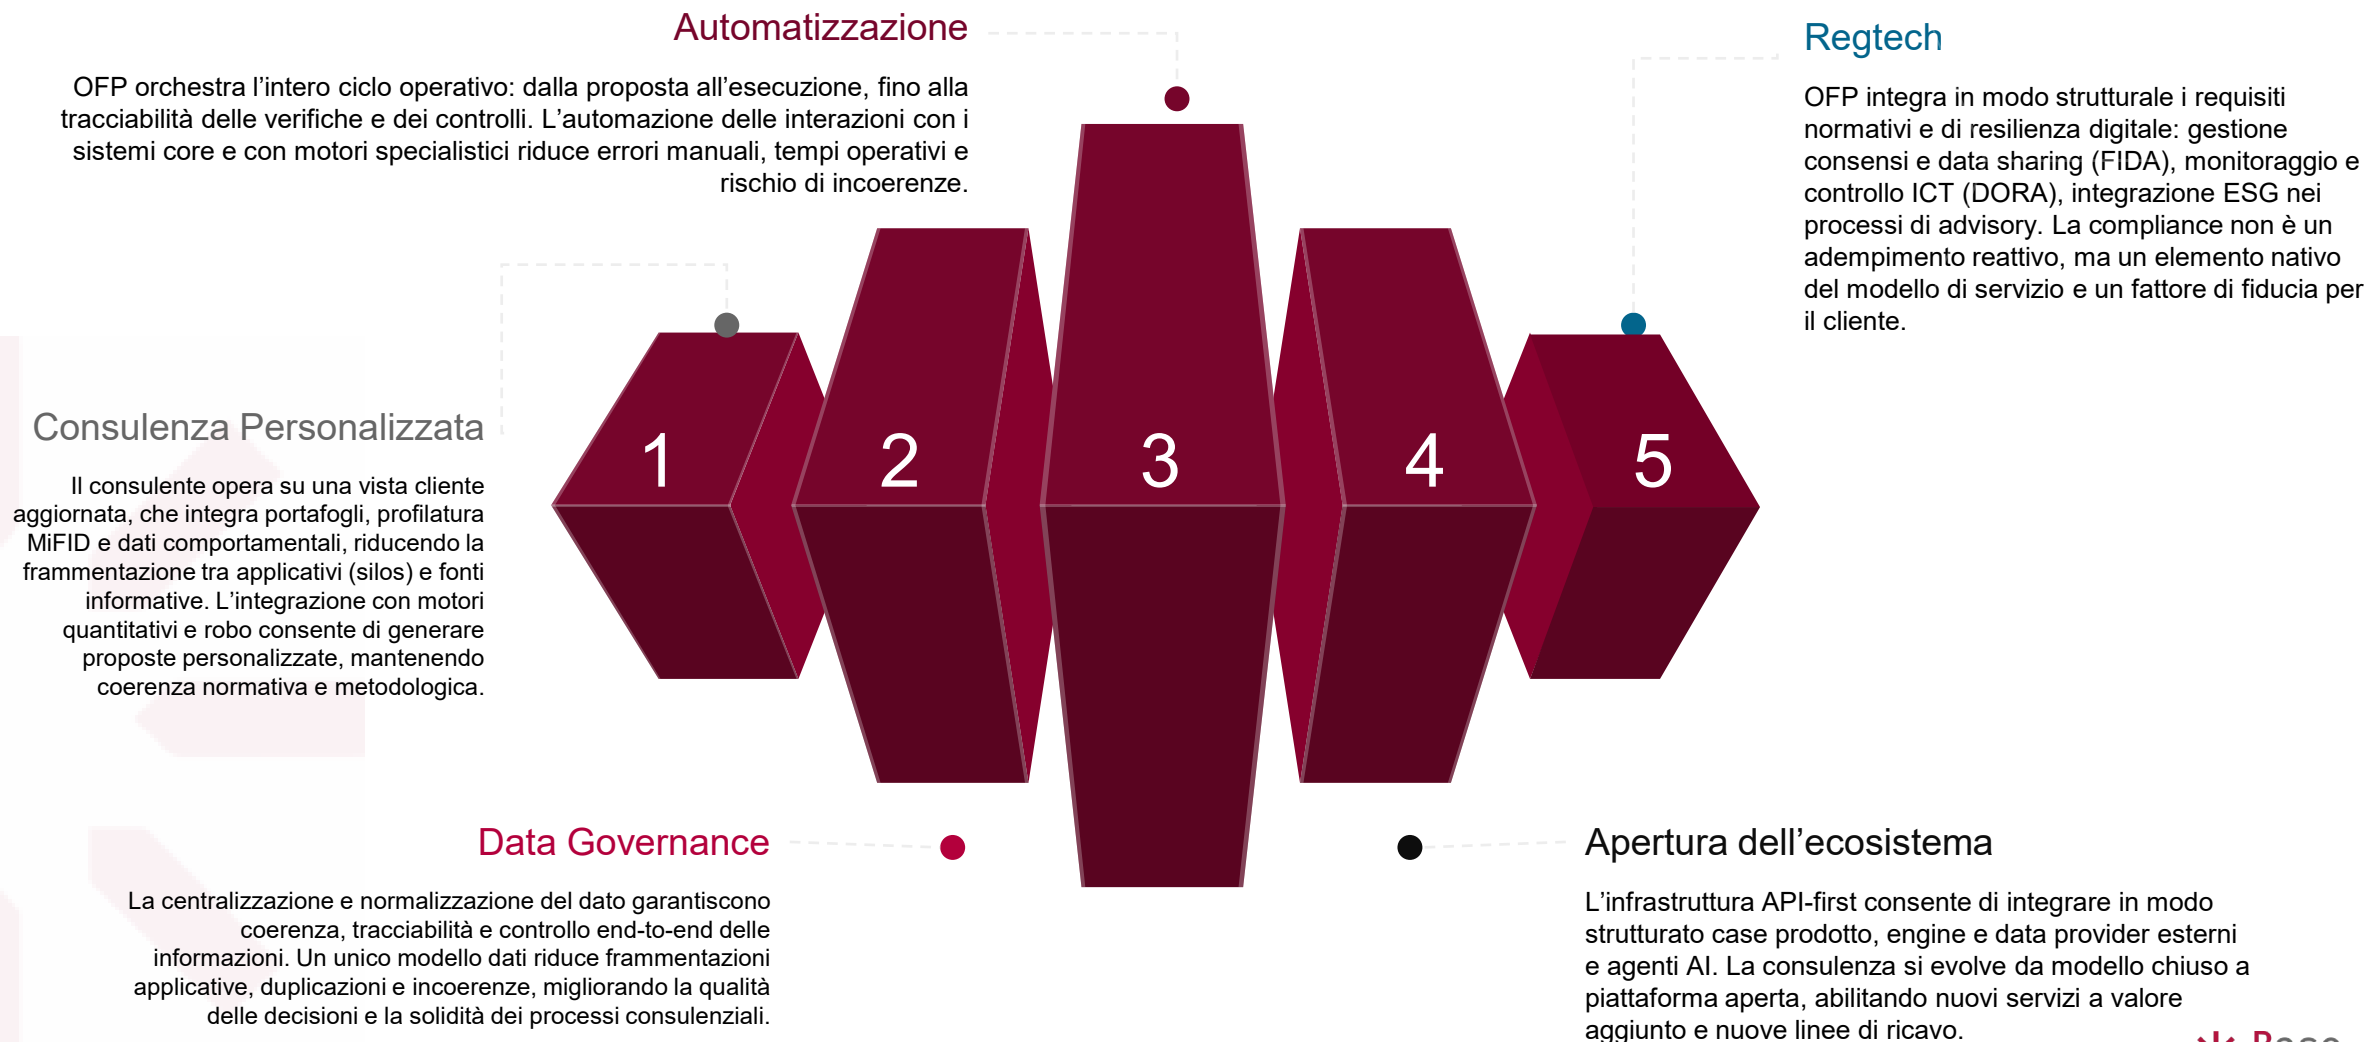 Automatizzazione
OFP orchestra l’intero ciclo operativo: dalla proposta all’esecuzione, fino alla
tracciabilità delle verifiche e dei controlli. L’automazione delle interazioni con i
sistemi core e con motori specialistici riduce errori manuali, tempi operativi e
rischio di incoerenze.
Regtech
OFP integra in modo strutturale i requisiti
normativi e di resilienza digitale: gestione
consensi e data sharing (FIDA), monitoraggio e
controllo ICT (DORA), integrazione ESG nei
processi di advisory. La compliance non è un
adempimento reattivo, ma un elemento nativo
del modello di servizio e un fattore di fiducia per
il cliente.
Consulenza Personalizzata
Il consulente opera su una vista cliente
aggiornata, che integra portafogli, profilatura
MiFID e dati comportamentali, riducendo la
frammentazione tra applicativi (silos) e fonti
informative. L’integrazione con motori
quantitativi e robo consente di generare
proposte personalizzate, mantenendo
coerenza normativa e metodologica.
1
2
3
4
5
Data Governance
La centralizzazione e normalizzazione del dato garantiscono
coerenza, tracciabilità e controllo end-to-end delle
informazioni. Un unico modello dati riduce frammentazioni
applicative, duplicazioni e incoerenze, migliorando la qualità
delle decisioni e la solidità dei processi consulenziali.
Apertura dell’ecosistema
L’infrastruttura API-first consente di integrare in modo
strutturato case prodotto, engine e data provider esterni
e agenti AI. La consulenza si evolve da modello chiuso a
piattaforma aperta, abilitando nuovi servizi a valore
aggiunto e nuove linee di ricavo.